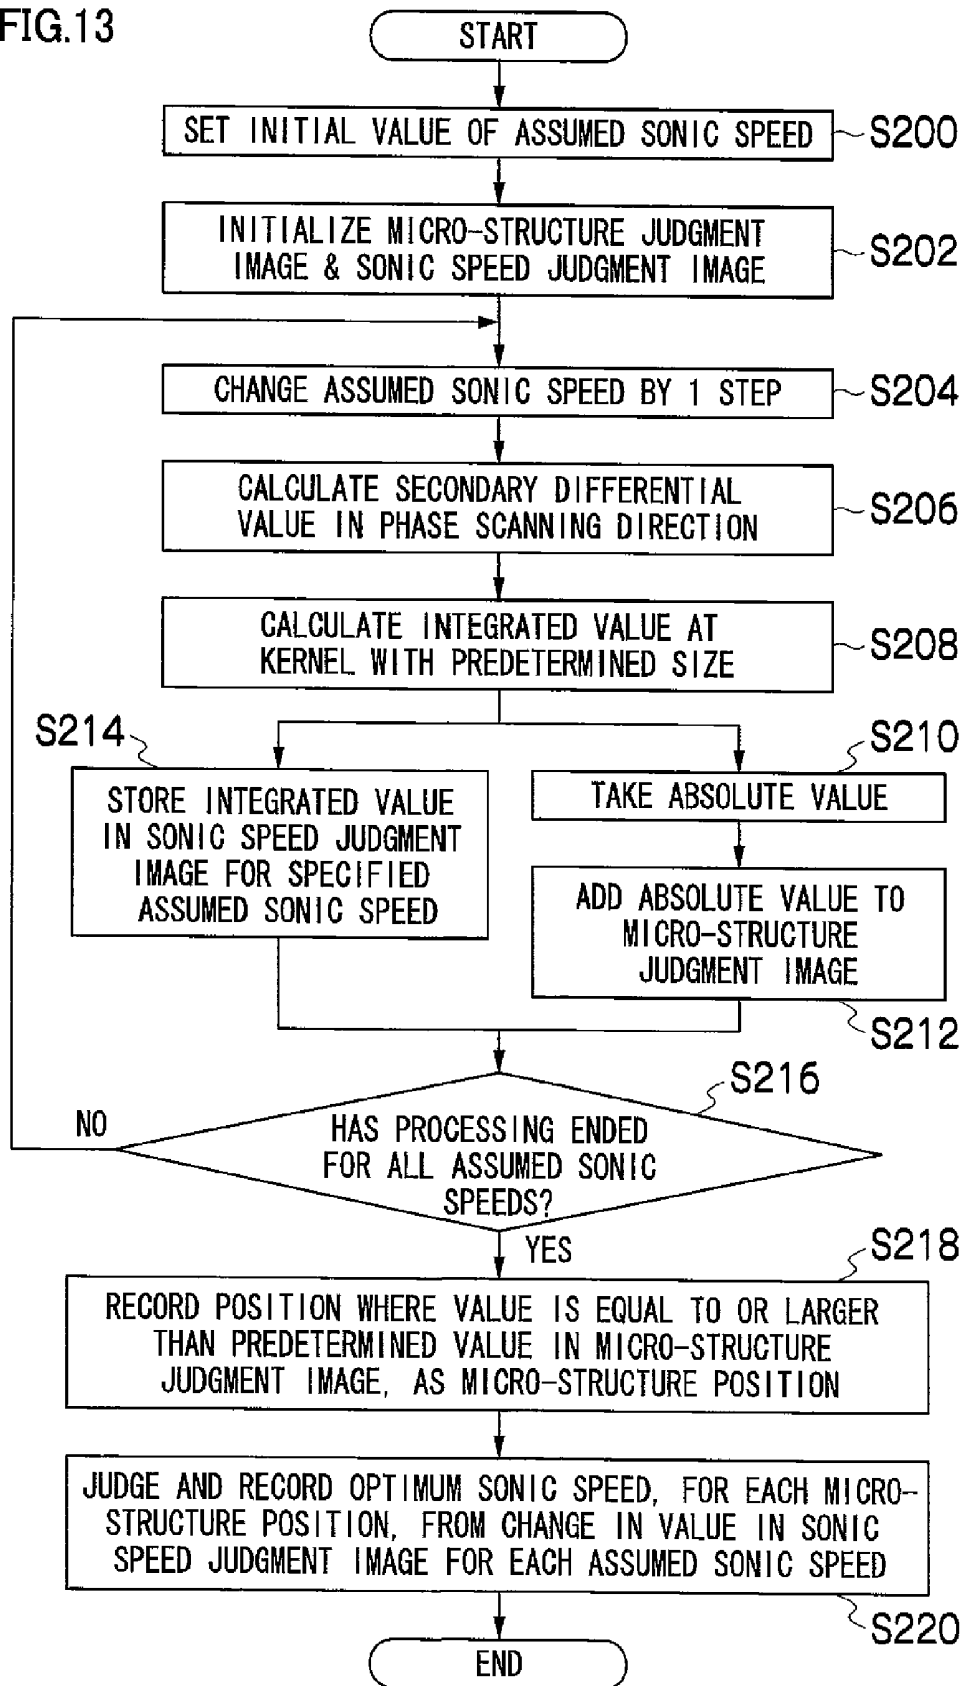 FIG.13
START
SET INITIAL VALUE OF ASSUMED SONIC SPEED
S200
INITIALIZE MICRO-STRUCTURE JUDGMENT
IMAGE & SONIC SPEED JUDGMENT IMAGE
S202
CHANGE ASSUMED SONIC SPEED BY 1 STEP
S204
CALCULATE SECONDARY DIFFERENTIAL
VALUE IN PHASE SCANNING DIRECTION
S206
CALCULATE INTEGRATED VALUE AT
KERNEL WITH PREDETERMINED SIZE
S208
S214
STORE INTEGRATED VALUE
IN SONIC SPEED JUDGMENT
IMAGE FOR SPECIFIED
ASSUMED SONIC SPEED
S210
TAKE ABSOLUTE VALUE
ADD ABSOLUTE VALUE TO
MICRO-STRUCTURE
JUDGMENT IMAGE
S212
S216
NO
HAS PROCESSING ENDED
FOR ALL ASSUMED SONIC
SPEEDS?
YES
S218
RECORD POSITION WHERE VALUE IS EQUAL TO OR LARGER
THAN PREDETERMINED VALUE IN MICRO-STRUCTURE
JUDGMENT IMAGE, AS MICRO-STRUCTURE POSITION
JUDGE AND RECORD OPTIMUM SONIC SPEED, FOR EACH MICRO-
STRUCTURE POSITION, FROM CHANGE IN VALUE IN SONIC
SPEED JUDGMENT IMAGE FOR EACH ASSUMED SONIC SPEED
S220
END